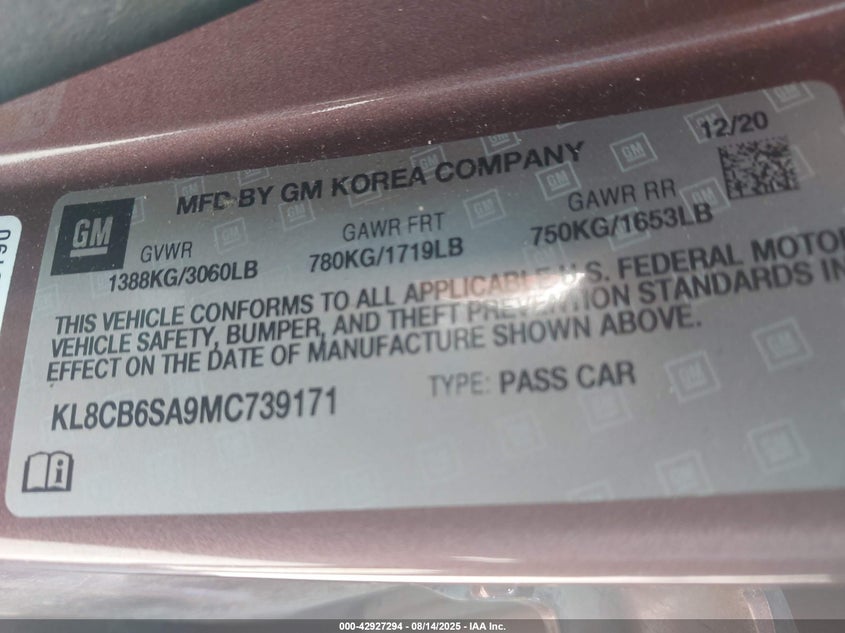 12/20
MFD BY GM KOREA COMPANY
GM
GVWR GAWR FRT GAWR RR
1388KG/3060LB 780KG/1719LB 750KG/1653LB
THIS VEHICLE CONFORMS TO ALL APPLICABLE U.S. FEDERAL MOTOR
VEHICLE SAFETY, BUMPER, AND THEFT PREVENTION STANDARDS IN
EFFECT ON THE DATE OF MANUFACTURE SHOWN ABOVE.
KL8CB6SA9MC739171 TYPE: PASS CAR
000-42927294 - 08/14/2025 - IAA Inc.